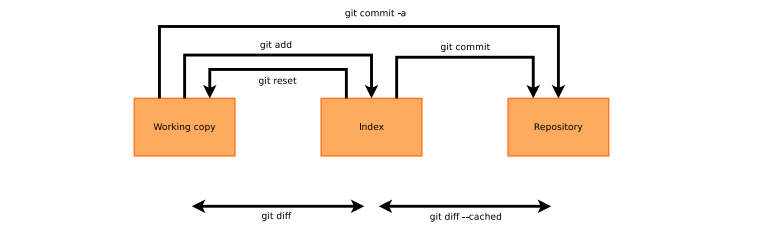 git commit -a
git add
git commit
git reset
Working copy
Index
Repository
git diff
git diff --cached